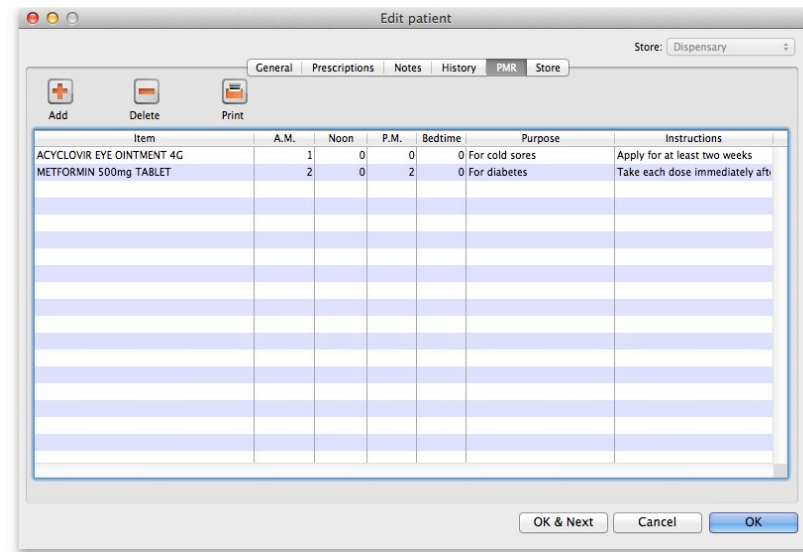 Edit patient
Store: Dispensary
General Prescriptions Notes History PMR Store
Add Delete Print
Item A.M. Noon P.M. Bedtime Purpose Instructions
ACYCLOVIR EYE OINTMENT 4G 1 0 0 0 For cold sores Apply for at least two weeks
METFORMIN 500mg TABLET 2 0 2 0 For diabetes Take each dose immediately aft
OK & Next Cancel OK